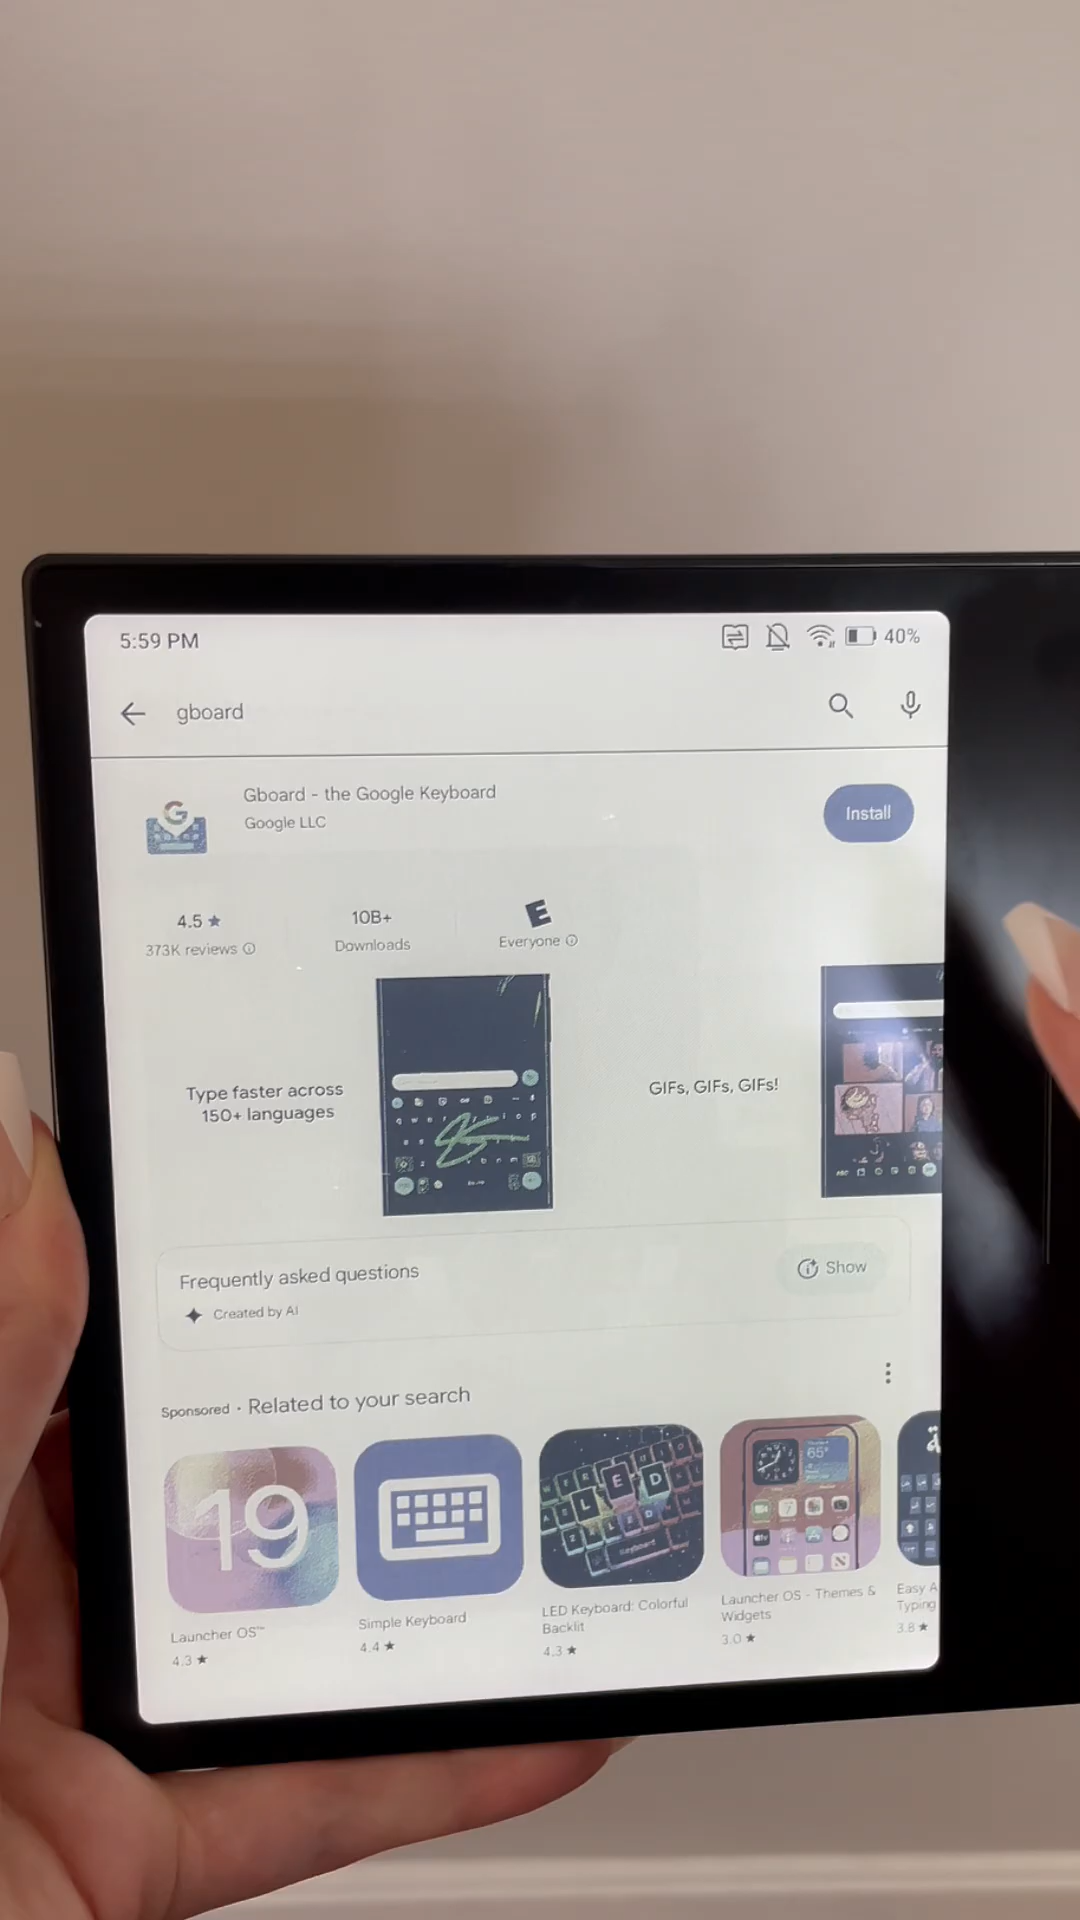 5:59 PM
40%
gboard
Gboard - the Google Keyboard
Google LLC
Install
4.5 ★
373K reviews
10B+
Downloads
E
Everyone
Type faster across
150+ languages
GIFs, GIFs, GIFs!
Frequently asked questions
Created by AI
Show
Sponsored · Related to your search
19
L E D
Keyboard
65°
Launcher OS™
4.3 ★
Simple Keyboard
4.4 ★
LED Keyboard: Colorful
Backlit
4.3 ★
Launcher OS - Themes &
Widgets
3.0 ★
Easy A
Typing
3.8 ★